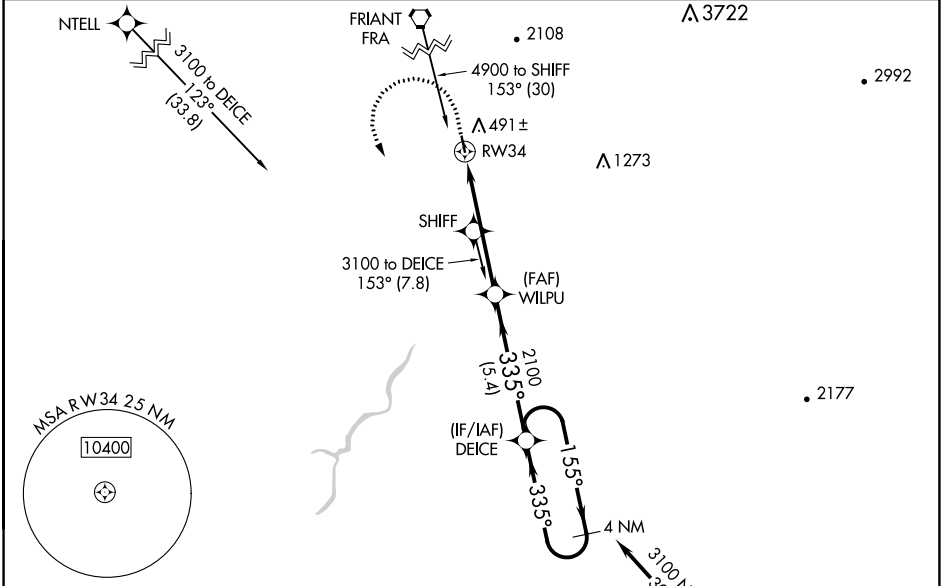 NTELL
3100 to DEICE
123°
(33.8)
FRIANT
FRA
2108
3722
2992
4900 to SHIFF
153° (30)
491±
RW34
1273
SHIFF
3100 to DEICE
153° (7.8)
(FAF)
WILPU
2100
335°
(5.4)
2177
MSA RW34 25 NM
10400
(IF/IAF)
DEICE
155°
335°
4 NM